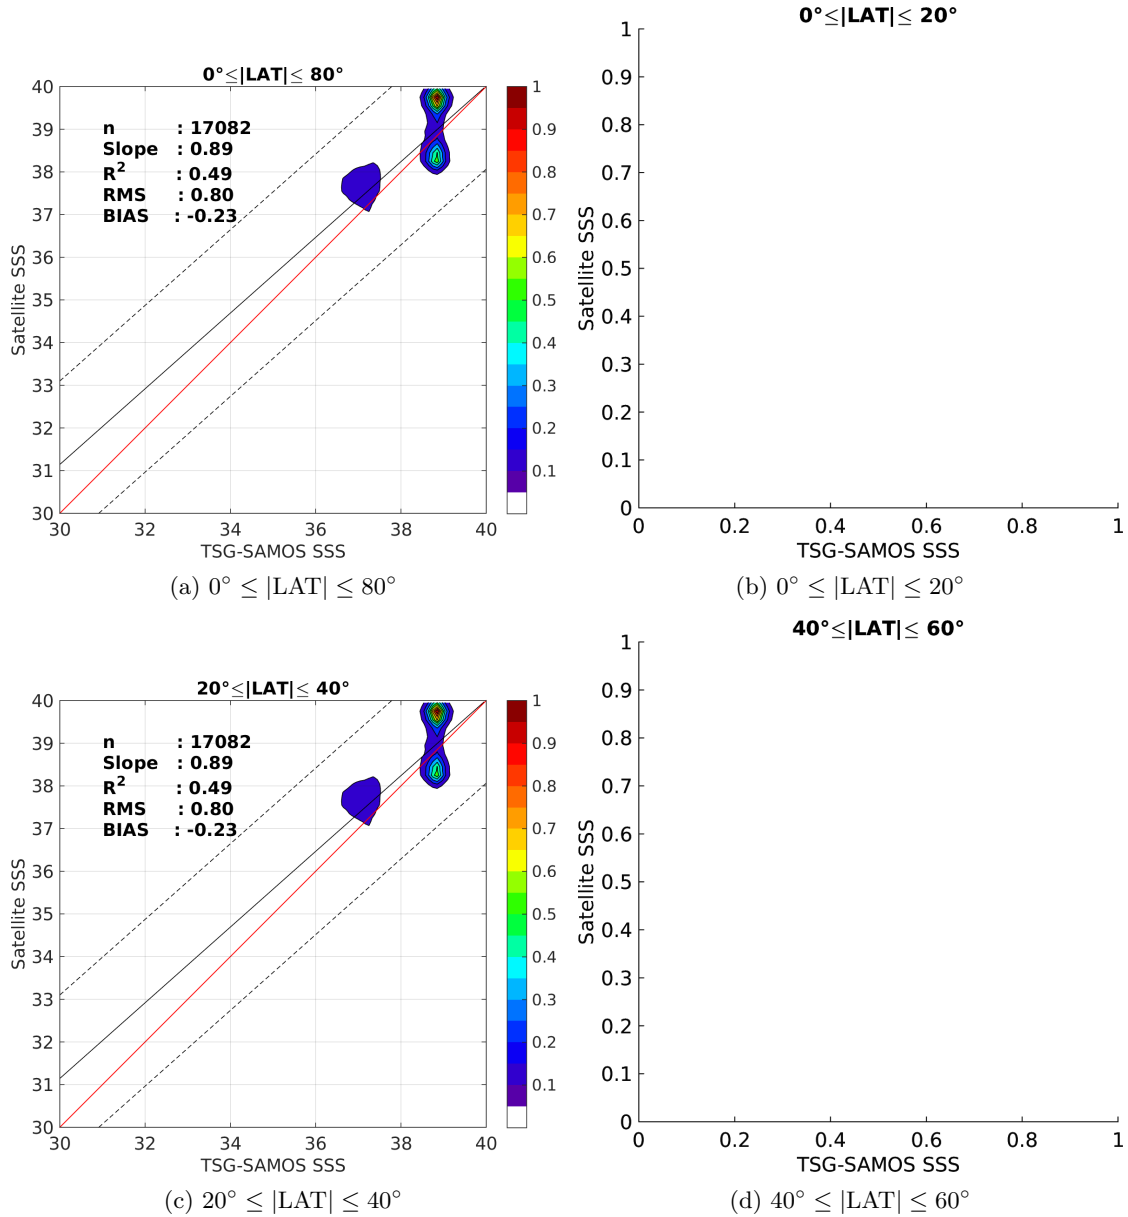 0°≤|LAT|≤ 80°
n : 17082
Slope : 0.89
R2 : 0.49
RMS : 0.80
BIAS : -0.23
40
39
38
37
36
35
34
33
32
31
30
30 32 34 36 38 40
Satellite SSS
TSG-SAMOS SSS
1
0.9
0.8
0.7
0.6
0.5
0.4
0.3
0.2
0.1
(a) 0° ≤ |LAT| ≤ 80°
0°≤|LAT|≤ 20°
1
0.9
0.8
0.7
0.6
0.5
0.4
0.3
0.2
0.1
0
0 0.2 0.4 0.6 0.8 1
Satellite SSS
TSG-SAMOS SSS
(b) 0° ≤ |LAT| ≤ 20°
20°≤|LAT|≤ 40°
n : 17082
Slope : 0.89
R2 : 0.49
RMS : 0.80
BIAS : -0.23
40
39
38
37
36
35
34
33
32
31
30
30 32 34 36 38 40
Satellite SSS
TSG-SAMOS SSS
1
0.9
0.8
0.7
0.6
0.5
0.4
0.3
0.2
0.1
(c) 20° ≤ |LAT| ≤ 40°
40°≤|LAT|≤ 60°
1
0.9
0.8
0.7
0.6
0.5
0.4
0.3
0.2
0.1
0
0 0.2 0.4 0.6 0.8 1
Satellite SSS
TSG-SAMOS SSS
(d) 40° ≤ |LAT| ≤ 60°